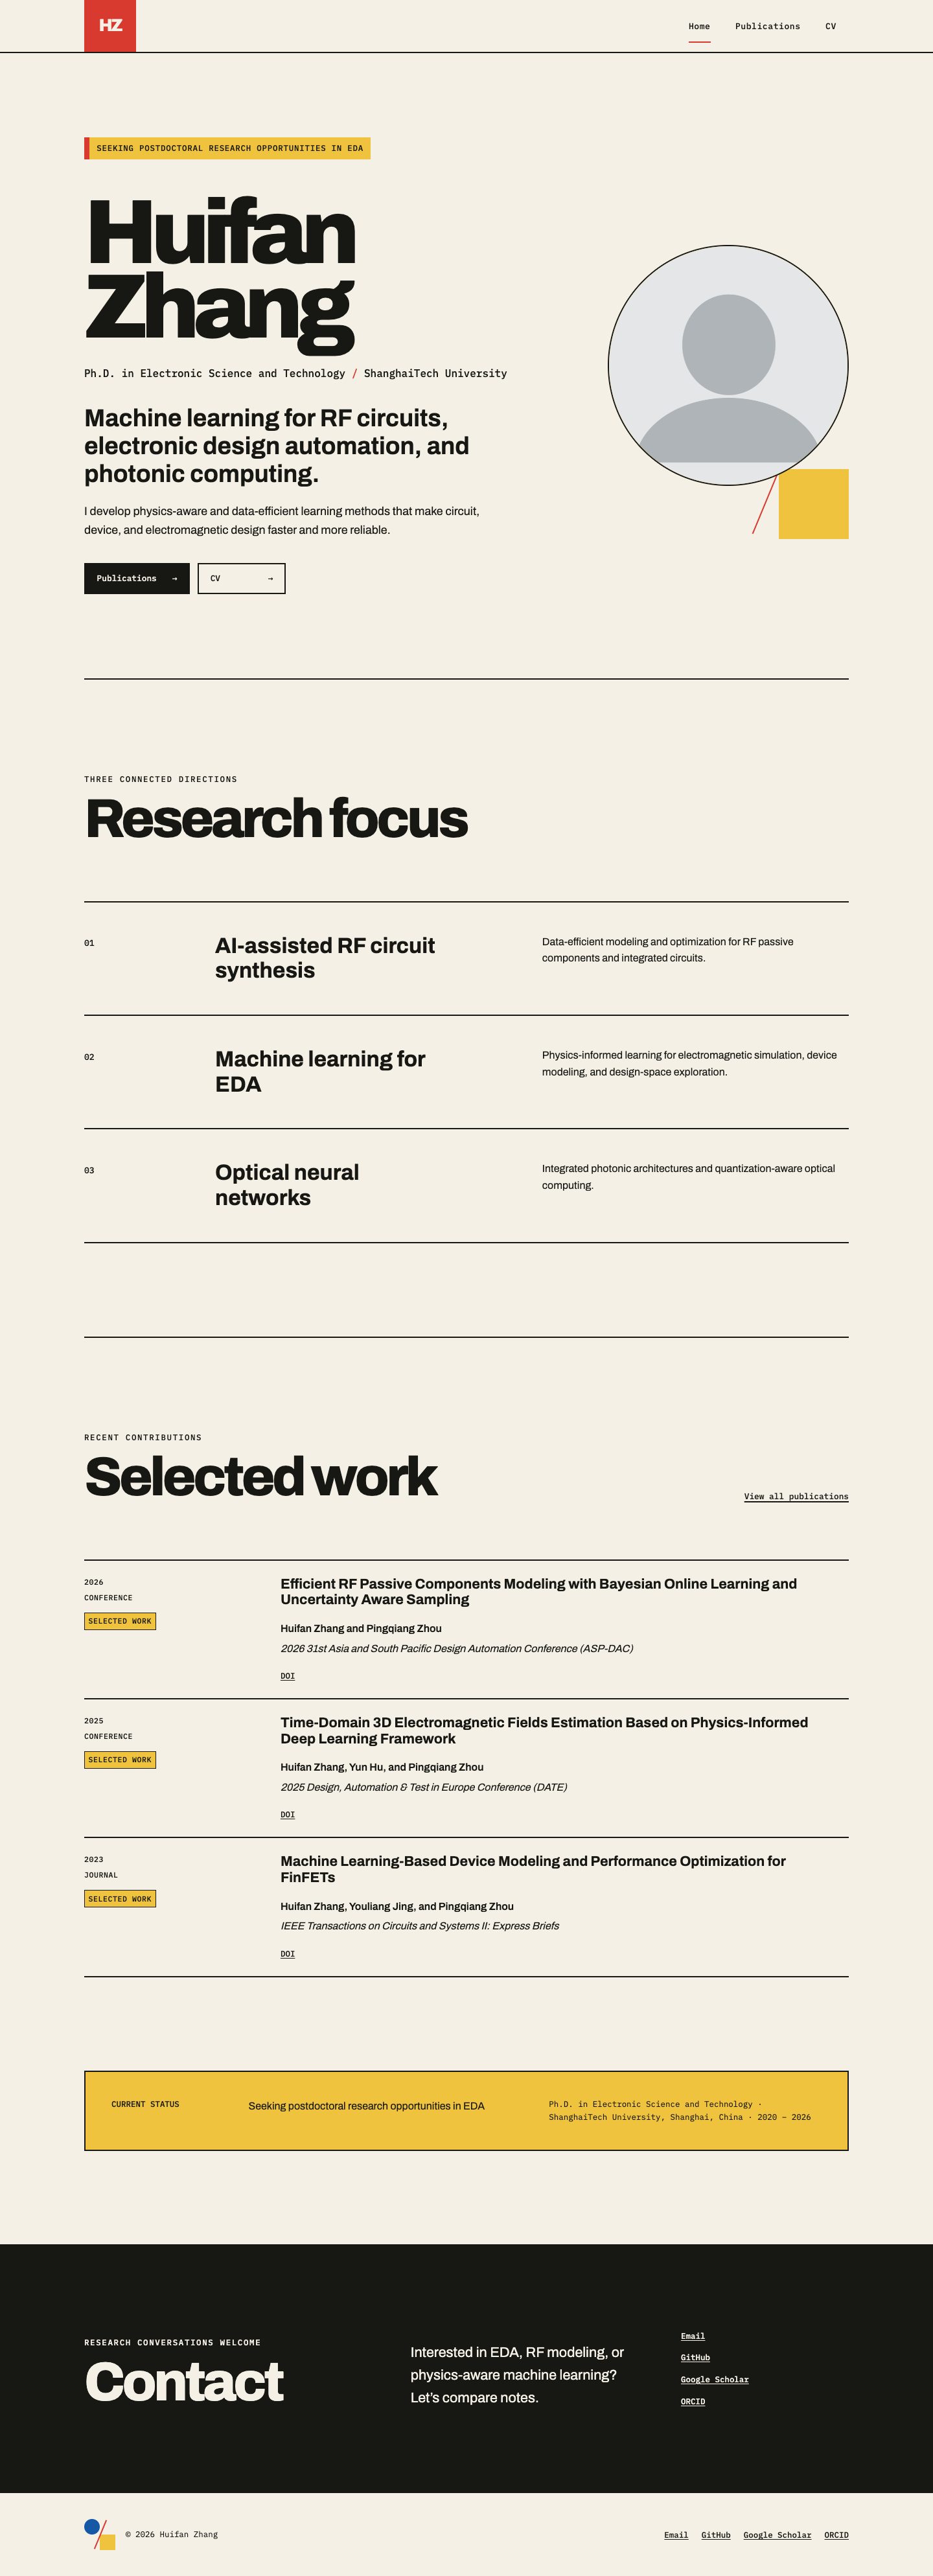 HZ
Home Publications CV
SEEKING POSTDOCTORAL RESEARCH OPPORTUNITIES IN EDA
Huifan
Zhang
Ph.D. in Electronic Science and Technology / ShanghaiTech University
Machine learning for RF circuits,
electronic design automation, and
photonic computing.
I develop physics-aware and data-efficient learning methods that make circuit,
device, and electromagnetic design faster and more reliable.
Publications → CV →
THREE CONNECTED DIRECTIONS
Research focus
01
AI-assisted RF circuit
synthesis
Data-efficient modeling and optimization for RF passive
components and integrated circuits.
02
Machine learning for
EDA
Physics-informed learning for electromagnetic simulation, device
modeling, and design-space exploration.
03
Optical neural
networks
Integrated photonic architectures and quantization-aware optical
computing.
RECENT CONTRIBUTIONS
Selected work
View all publications
2026
CONFERENCE
SELECTED WORK
Efficient RF Passive Components Modeling with Bayesian Online Learning and
Uncertainty Aware Sampling
Huifan Zhang and Pingqiang Zhou
2026 31st Asia and South Pacific Design Automation Conference (ASP-DAC)
DOI
2025
CONFERENCE
SELECTED WORK
Time-Domain 3D Electromagnetic Fields Estimation Based on Physics-Informed
Deep Learning Framework
Huifan Zhang, Yun Hu, and Pingqiang Zhou
2025 Design, Automation & Test in Europe Conference (DATE)
DOI
2023
JOURNAL
SELECTED WORK
Machine Learning-Based Device Modeling and Performance Optimization for
FinFETs
Huifan Zhang, Youliang Jing, and Pingqiang Zhou
IEEE Transactions on Circuits and Systems II: Express Briefs
DOI
CURRENT STATUS
Seeking postdoctoral research opportunities in EDA
Ph.D. in Electronic Science and Technology ·
ShanghaiTech University, Shanghai, China · 2020 – 2026
RESEARCH CONVERSATIONS WELCOME
Contact
Interested in EDA, RF modeling, or
physics-aware machine learning?
Let’s compare notes.
Email
GitHub
Google Scholar
ORCID
© 2026 Huifan Zhang
Email GitHub Google Scholar ORCID